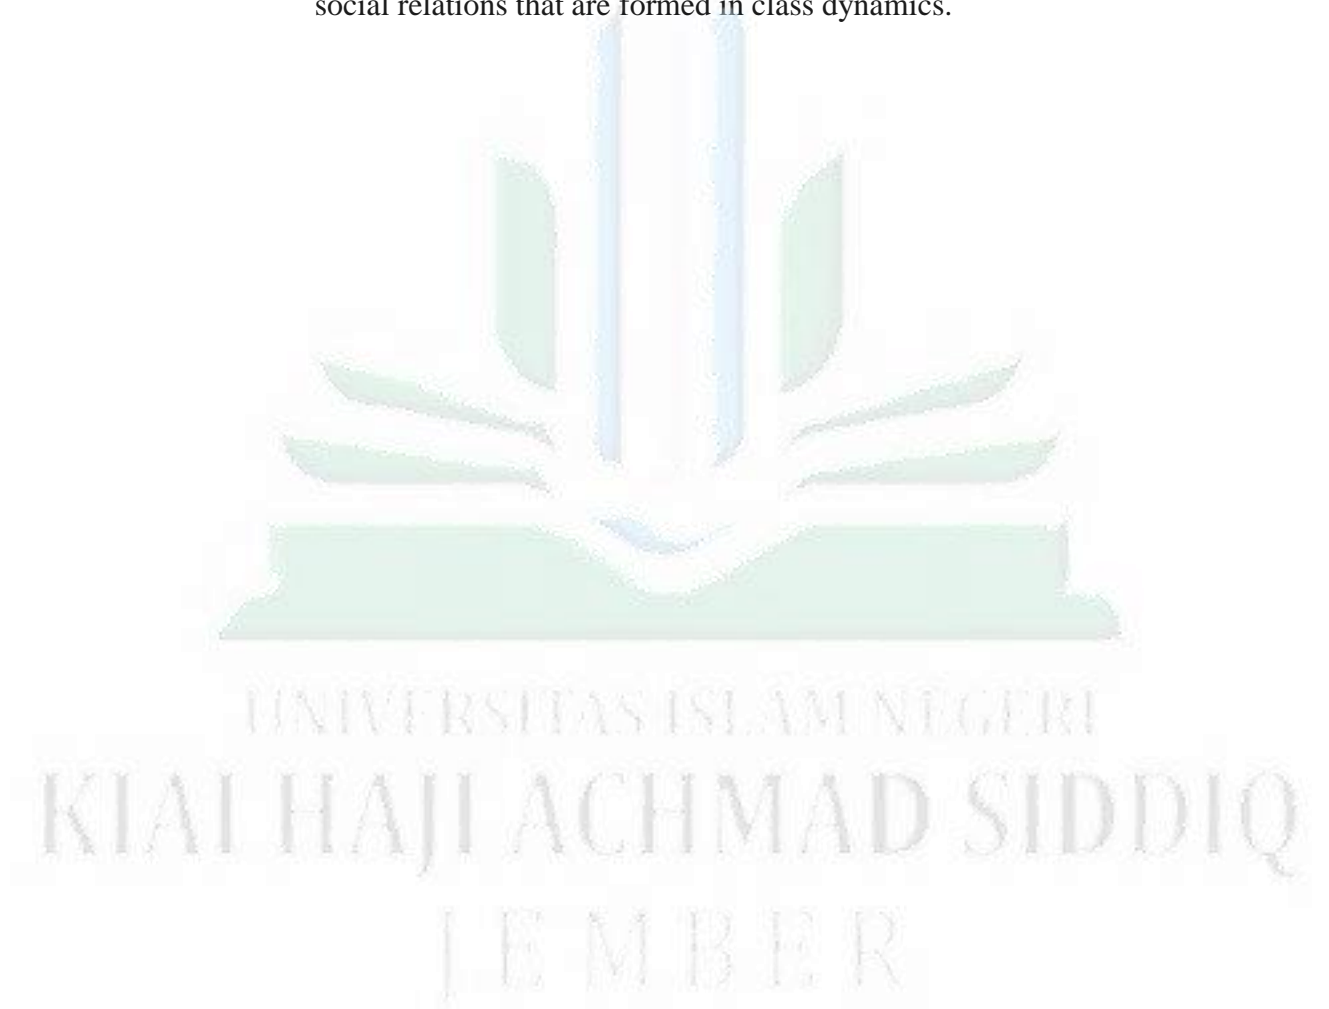 social relations that are formed in class dynamics.
UNIVERSITAS ISLAM NEGERI
KIAI HAJI ACHMAD SIDDIQ
JEMBER